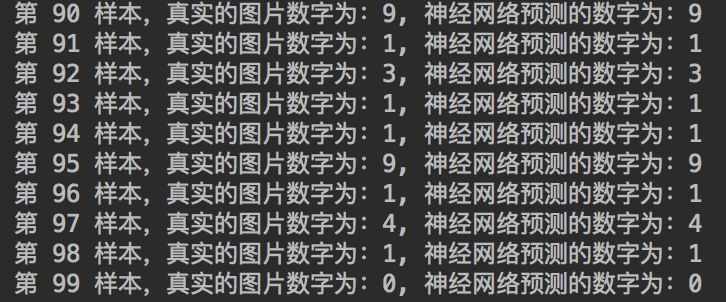 第 90 样本，真实的图片数字为：9, 神经网络预测的数字为：9
第 91 样本，真实的图片数字为：1, 神经网络预测的数字为：1
第 92 样本，真实的图片数字为：3, 神经网络预测的数字为：3
第 93 样本，真实的图片数字为：1, 神经网络预测的数字为：1
第 94 样本，真实的图片数字为：1, 神经网络预测的数字为：1
第 95 样本，真实的图片数字为：9, 神经网络预测的数字为：9
第 96 样本，真实的图片数字为：1, 神经网络预测的数字为：1
第 97 样本，真实的图片数字为：4, 神经网络预测的数字为：4
第 98 样本，真实的图片数字为：1, 神经网络预测的数字为：1
第 99 样本，真实的图片数字为：0, 神经网络预测的数字为：0